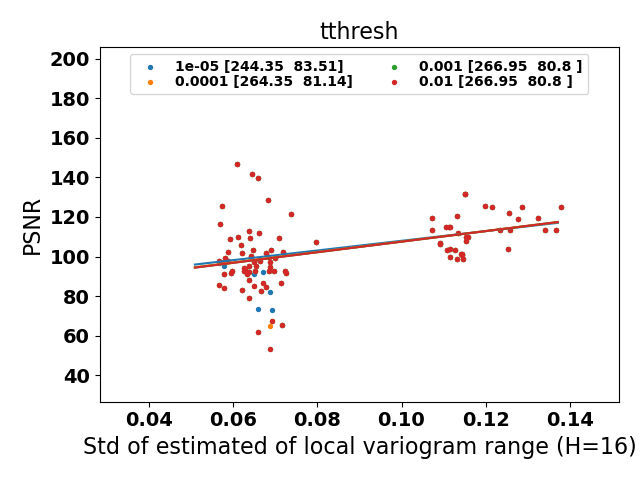 tthresh
1e-05 [244.35  83.51]
0.0001 [264.35  81.14]
0.001 [266.95  80.8 ]
0.01 [266.95  80.8 ]
200
180
160
140
120
100
80
60
40
PSNR
0.04 0.06 0.08 0.10 0.12 0.14
Std of estimated of local variogram range (H=16)